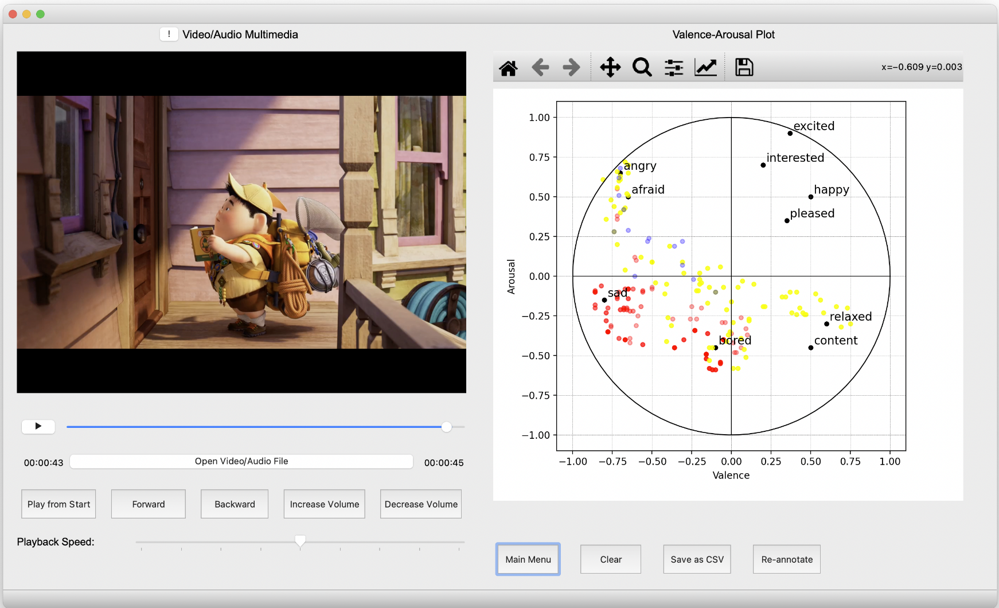 ! Video/Audio Multimedia
Valence-Arousal Plot
x=−0.609 y=0.003
1.00
0.75
0.50
0.25
0.00
−0.25
−0.50
−0.75
−1.00
Arousal
excited
interested
angry
afraid
happy
pleased
sad
relaxed
bored
content
−1.00 −0.75 −0.50 −0.25 0.00 0.25 0.50 0.75 1.00
Valence
00:00:43 Open Video/Audio File 00:00:45
Play from Start Forward Backward Increase Volume Decrease Volume
Playback Speed:
Main Menu Clear Save as CSV Re-annotate